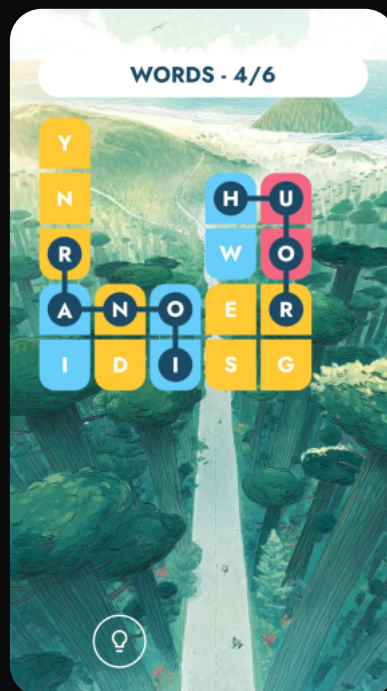 WORDS - 4/6
Y
N H U
R W O
A N O E R
I D I S G